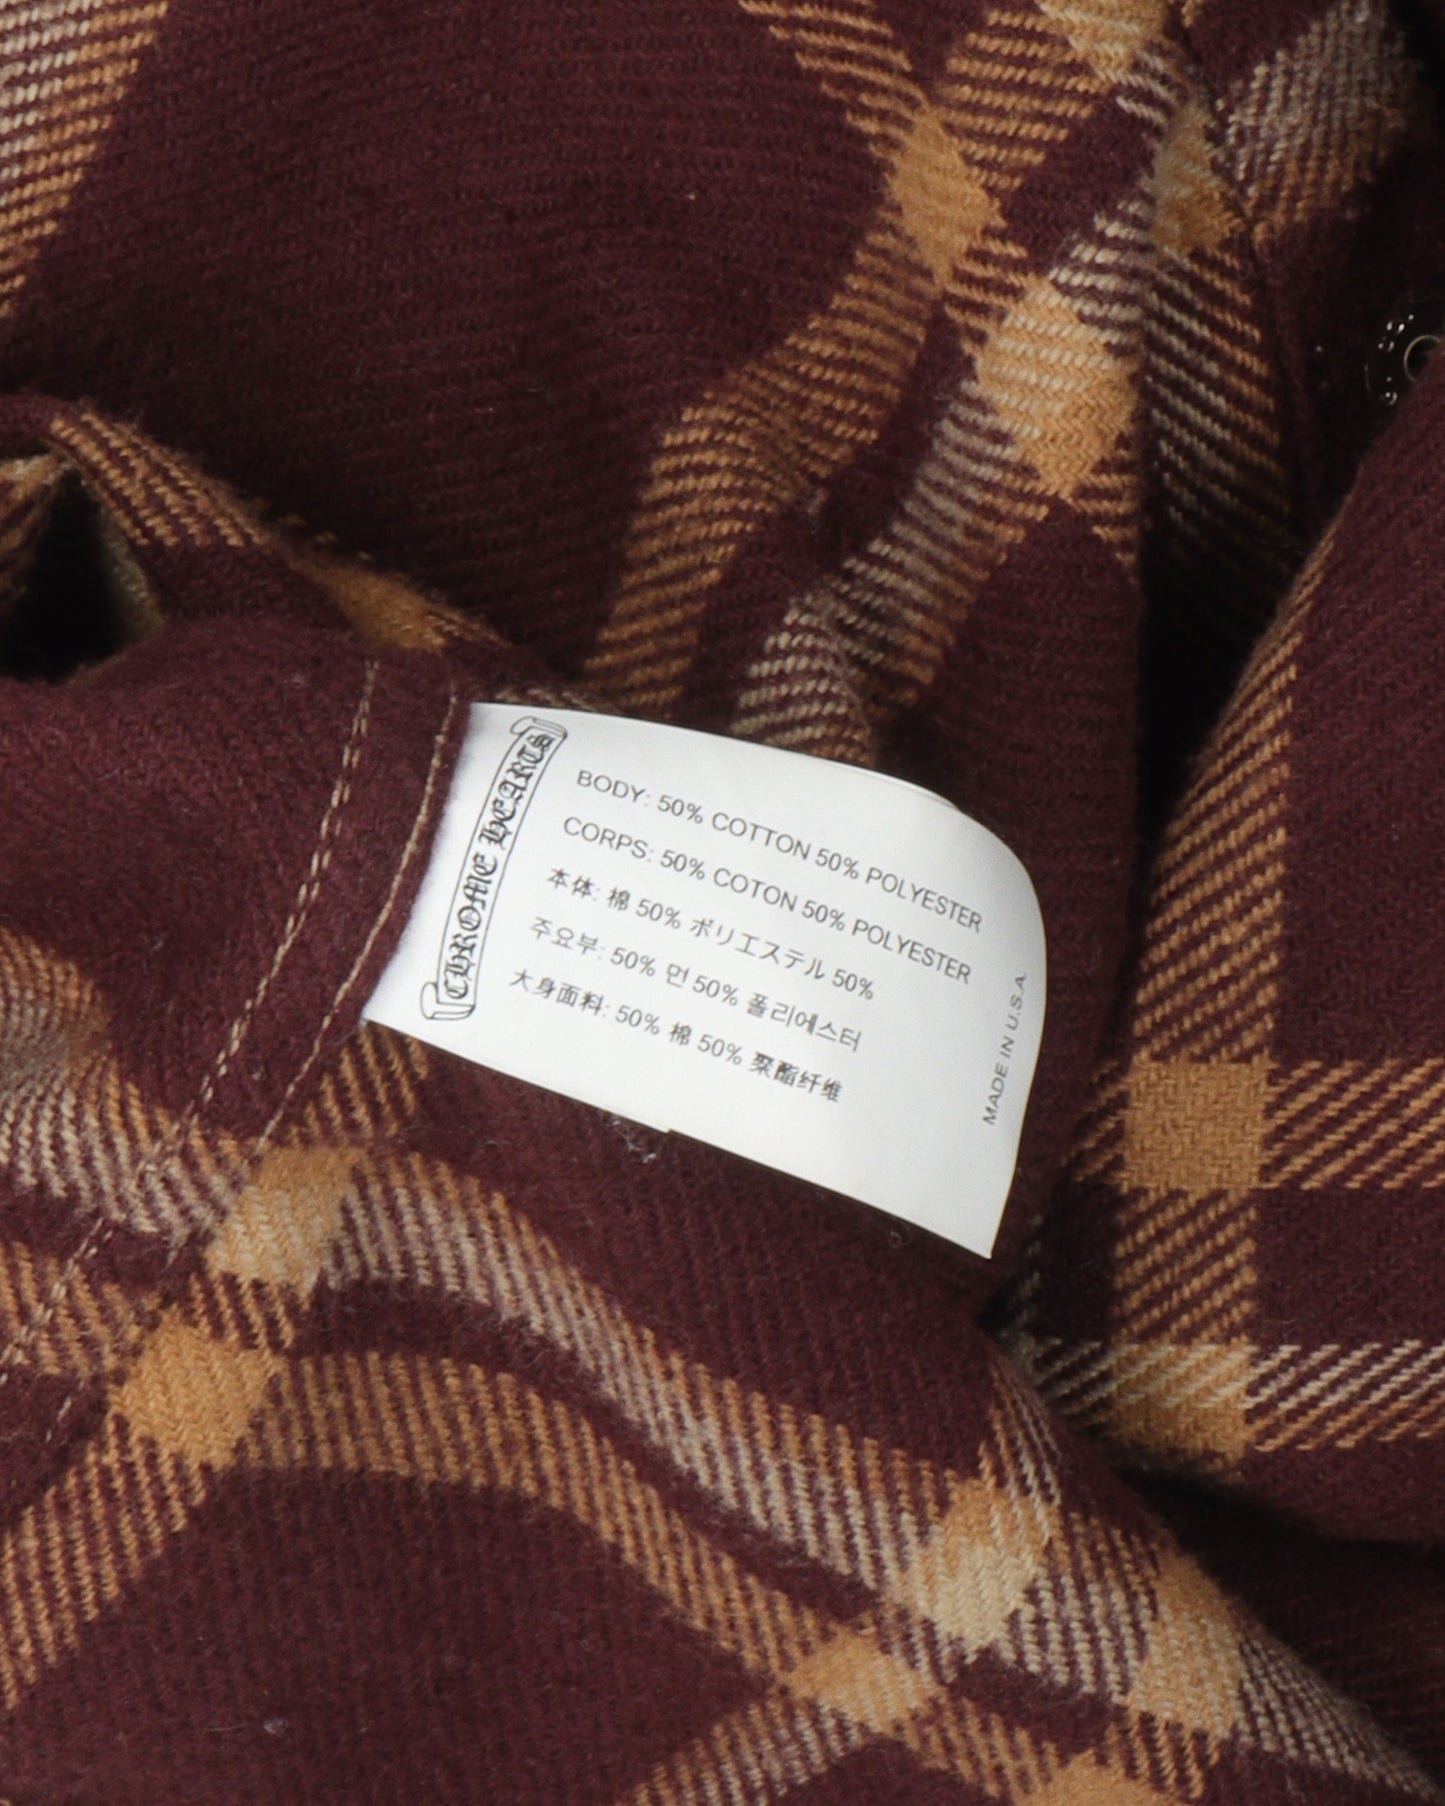 CHROME HEARTS
BODY: 50% COTTON 50% POLYESTER
CORPS: 50% COTON 50% POLYESTER
本体: 棉 50% ポリエステル 50%
주요부: 50% 먼 50% 폴리에스터
大身面料: 50% 棉 50% 聚酯纤维
MADE IN U.S.A.